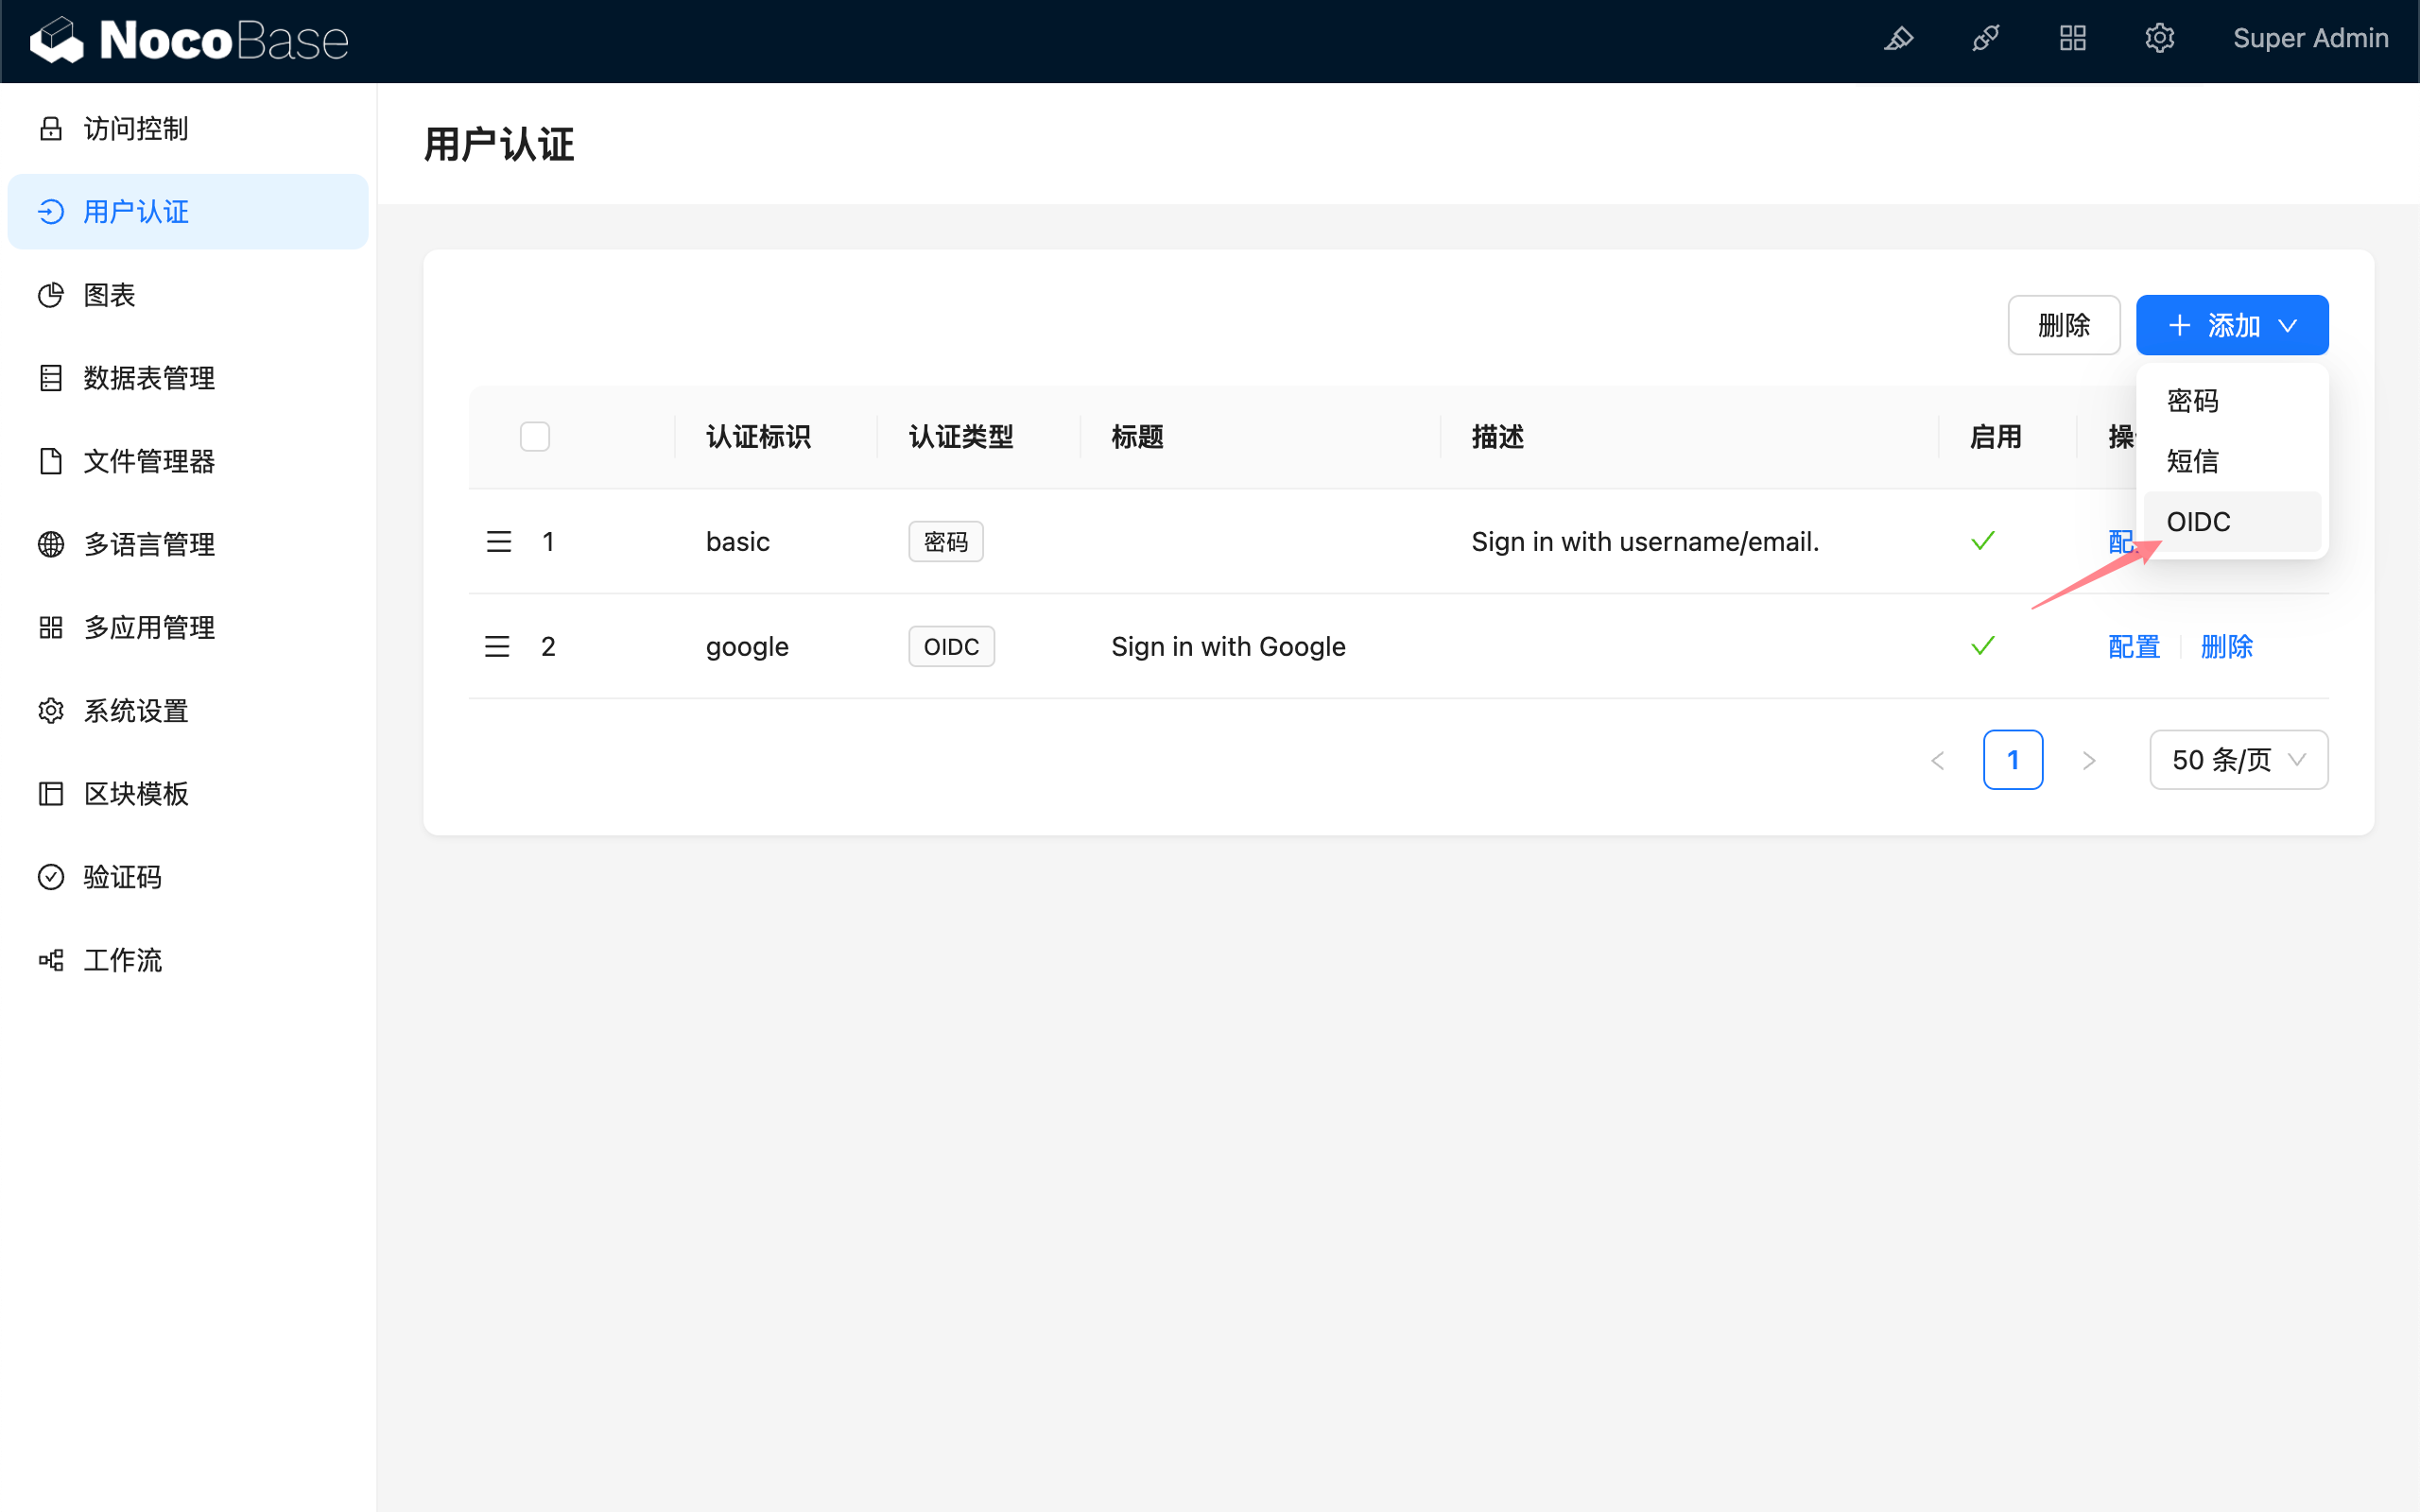 NocoBase
Super Admin
访问控制
用户认证
图表
数据表管理
文件管理器
多语言管理
多应用管理
系统设置
区块模板
验证码
工作流
用户认证
删除
添加
密码
短信
OIDC
认证标识 认证类型 标题 描述 启用 操
1 basic 密码 Sign in with username/email. 配
2 google OIDC Sign in with Google 配置 删除
1 50 条/页